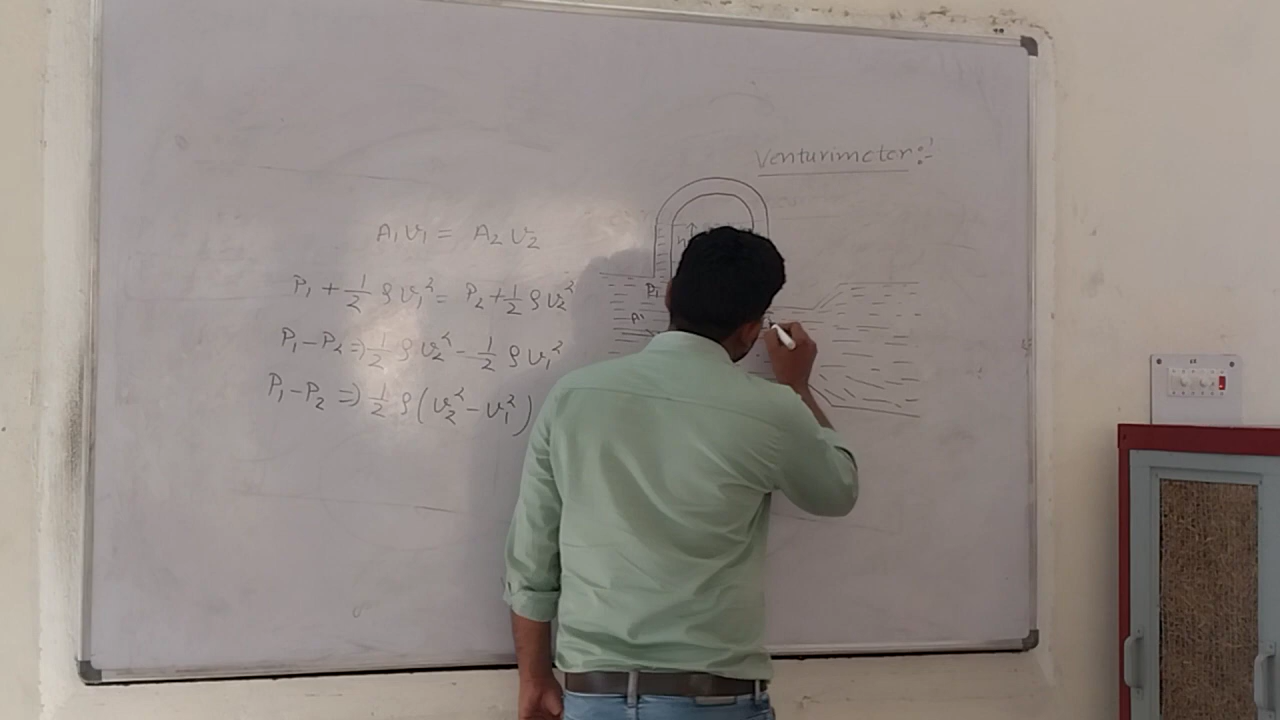 Venturimeter:-
A₁v₁ = A₂v₂
P₁ + 1/2 ρv₁² = P₂ + 1/2 ρv₂²
P₁-P₂ => 1/2 ρv₂² - 1/2 ρv₁²
P₁-P₂ => 1/2 ρ(v₂² - v₁²)
h
P₁
A₁